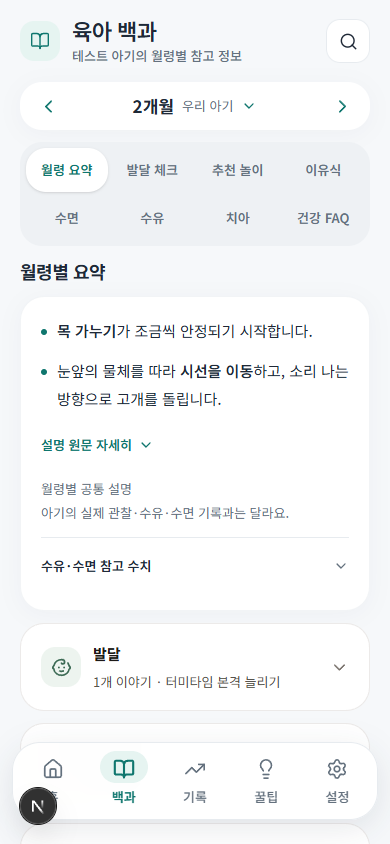 육아 백과
테스트 아기의 월령별 참고 정보
2개월 우리 아기
월령 요약
발달 체크
추천 놀이
이유식
수면
수유
치아
건강 FAQ
월령별 요약
목 가누기가 조금씩 안정되기 시작합니다.
눈앞의 물체를 따라 시선을 이동하고, 소리 나는
방향으로 고개를 돌립니다.
설명 원문 자세히
월령별 공통 설명
아기의 실제 관찰·수유·수면 기록과는 달라요.
수유·수면 참고 수치
발달
1개 이야기 · 터미타임 본격 늘리기
백과
기록
꿀팁
설정
N